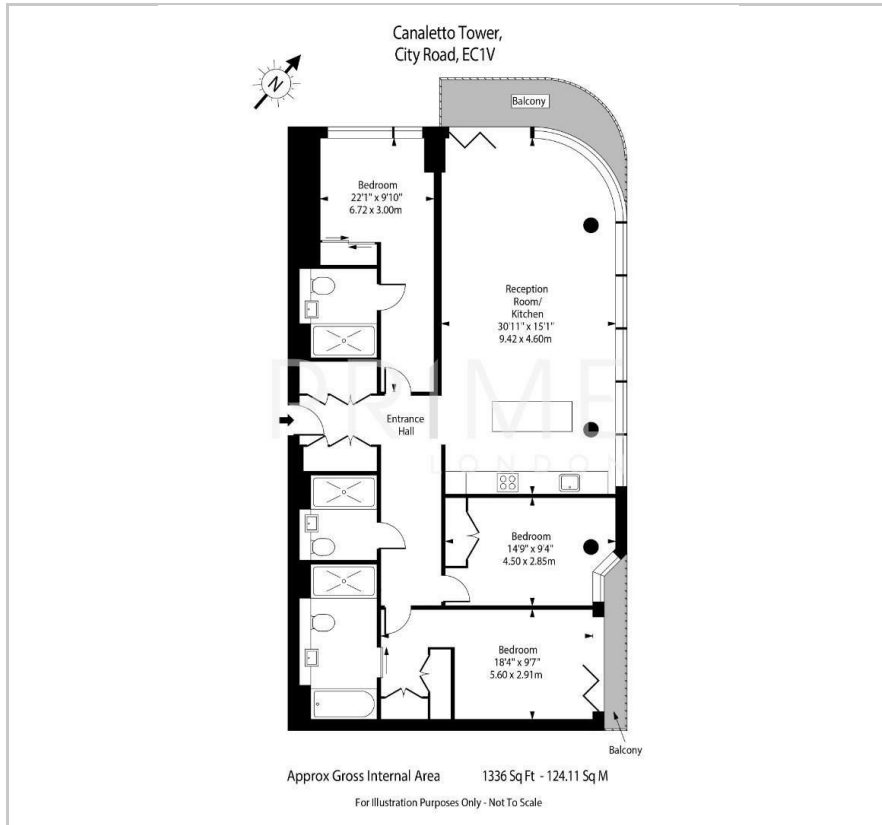 Canaletto Tower,
City Road, EC1V
N
Balcony
Bedroom
22'1" x 9'10"
6.72 x 3.00m
Reception
Room/
Kitchen
30'11" x 15'1"
9.42 x 4.60m
PRIME
LONDON
Entrance
Hall
Bedroom
14'9" x 9'4"
4.50 x 2.85m
Bedroom
18'4" x 9'7"
5.60 x 2.91m
Balcony
Approx Gross Internal Area 1336 Sq Ft - 124.11 Sq M
For Illustration Purposes Only - Not To Scale